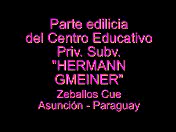 Parte edilicia
del Centro Educativo
Priv. Subv.
"HERMANN
GMEINER"
Zeballos Cue
Asunción - Paraguay